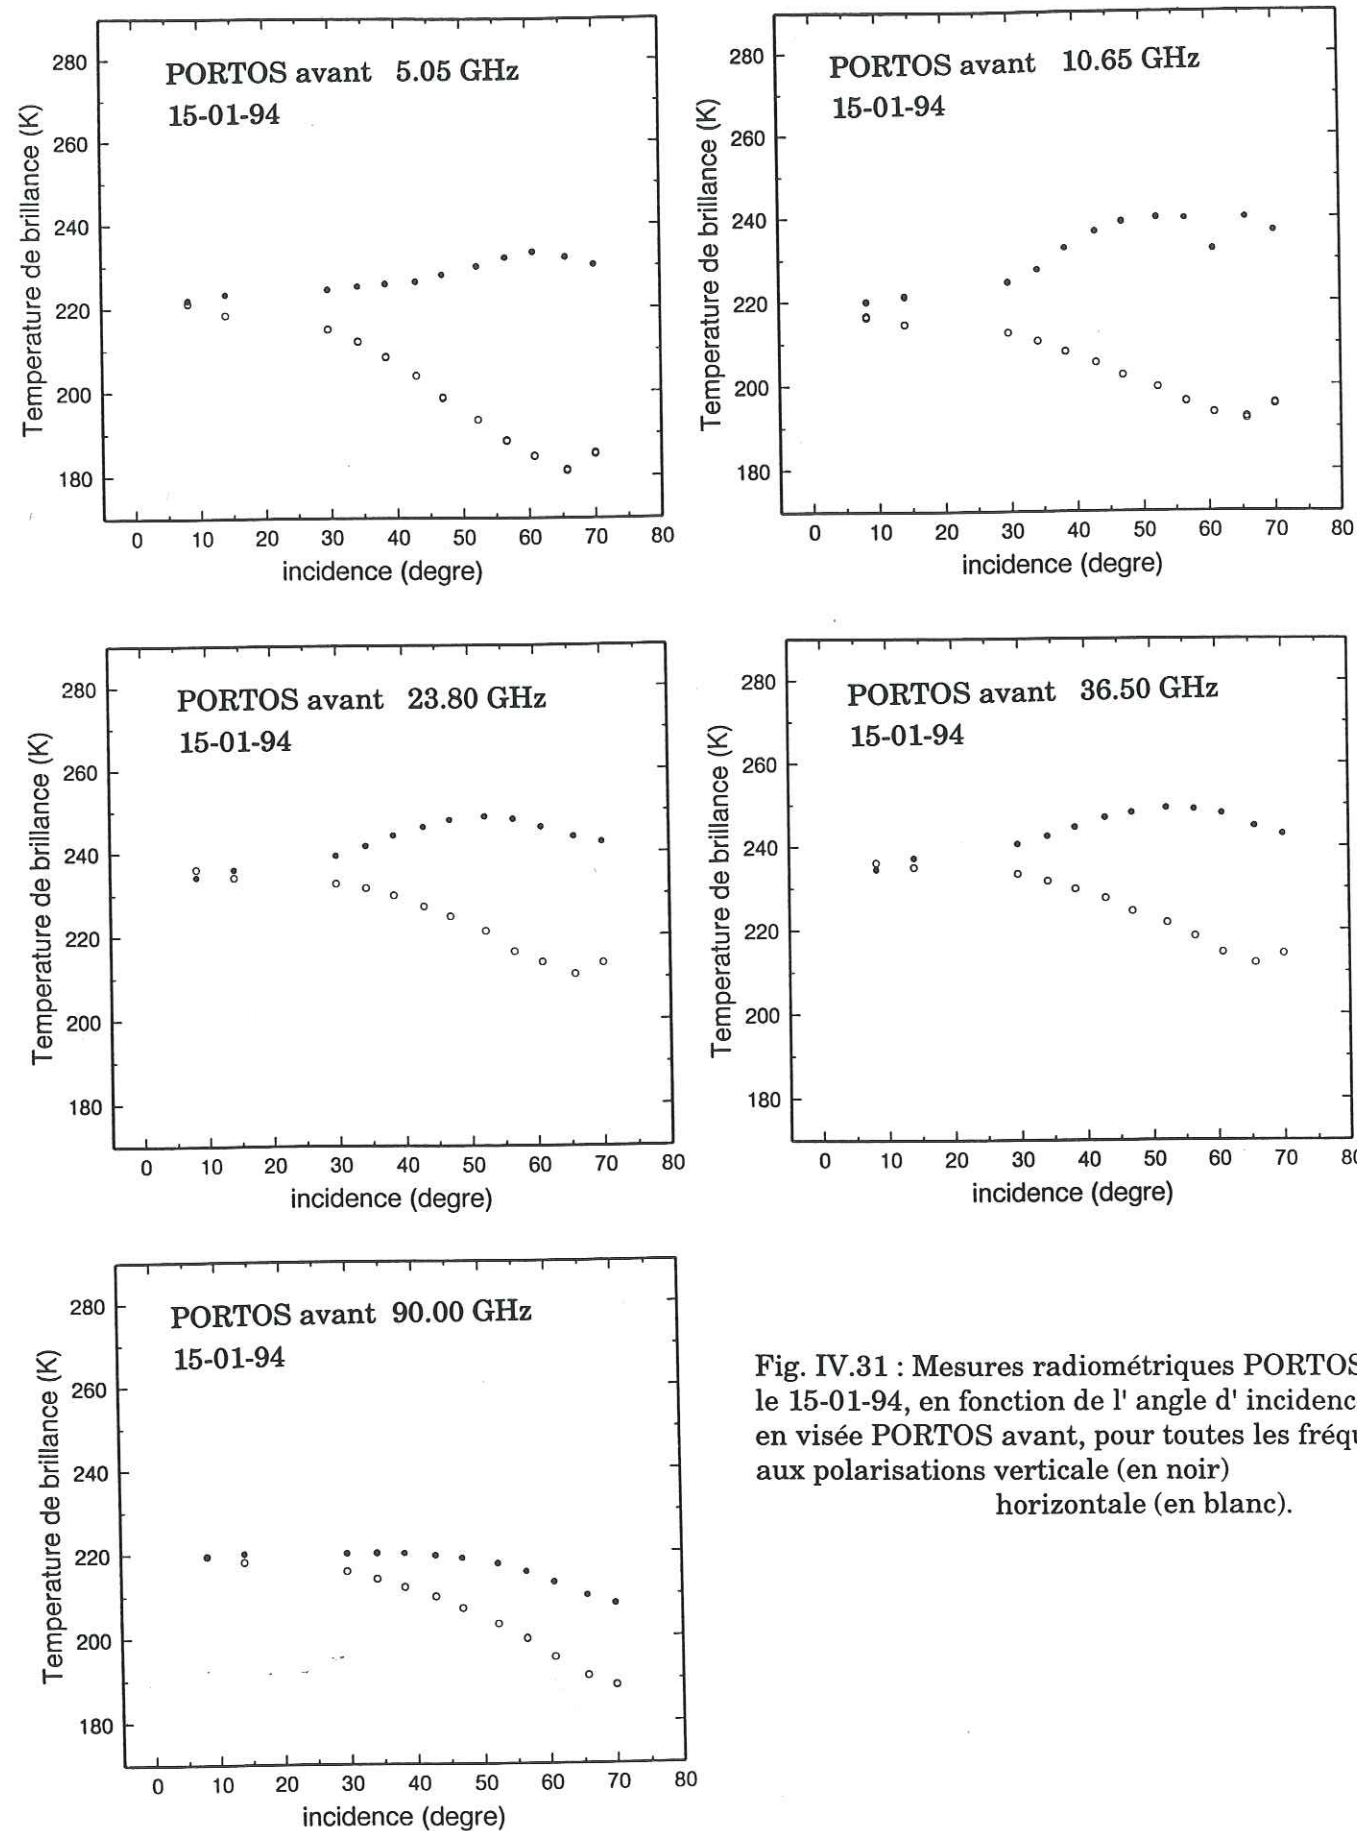 PORTOS avant 5.05 GHz
15-01-94
Temperature de brillance (K)
280
260
240
220
200
180
0 10 20 30 40 50 60 70 80
incidence (degre)
PORTOS avant 10.65 GHz
15-01-94
Temperature de brillance (K)
280
260
240
220
200
180
0 10 20 30 40 50 60 70 80
incidence (degre)
PORTOS avant 23.80 GHz
15-01-94
Temperature de brillance (K)
280
260
240
220
200
180
0 10 20 30 40 50 60 70 80
incidence (degre)
PORTOS avant 36.50 GHz
15-01-94
Temperature de brillance (K)
280
260
240
220
200
180
0 10 20 30 40 50 60 70 80
incidence (degre)
PORTOS avant 90.00 GHz
15-01-94
Temperature de brillance (K)
280
260
240
220
200
180
0 10 20 30 40 50 60 70 80
incidence (degre)
Fig. IV.31 : Mesures radiométriques PORTOS
le 15-01-94, en fonction de l' angle d' incidenc
en visée PORTOS avant, pour toutes les fréqu
aux polarisations verticale (en noir)
horizontale (en blanc).